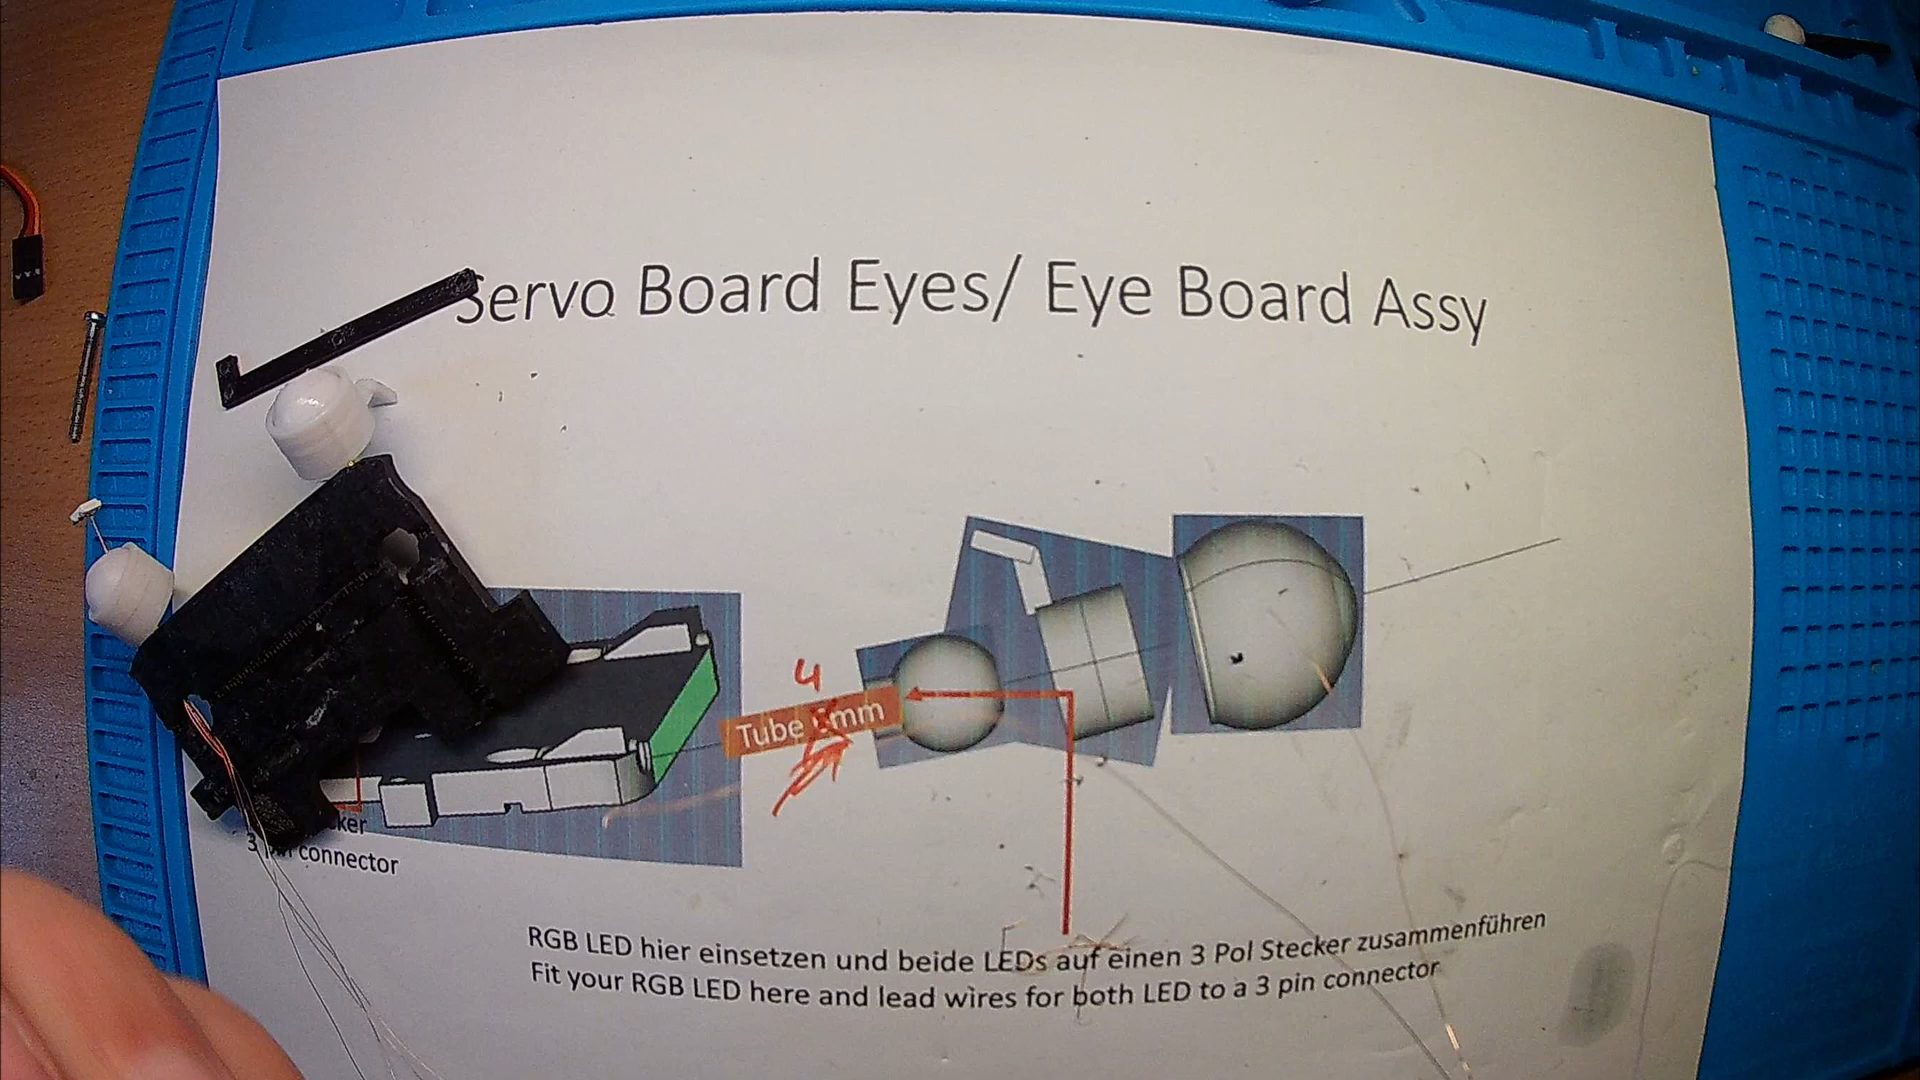 Servo Board Eyes/ Eye Board Assy
4
Tube mm
3 connector
RGB LED hier einsetzen und beide LEDs auf einen 3 Pol Stecker zusammenführen
Fit your RGB LED here and lead wires for both LED to a 3 pin connector